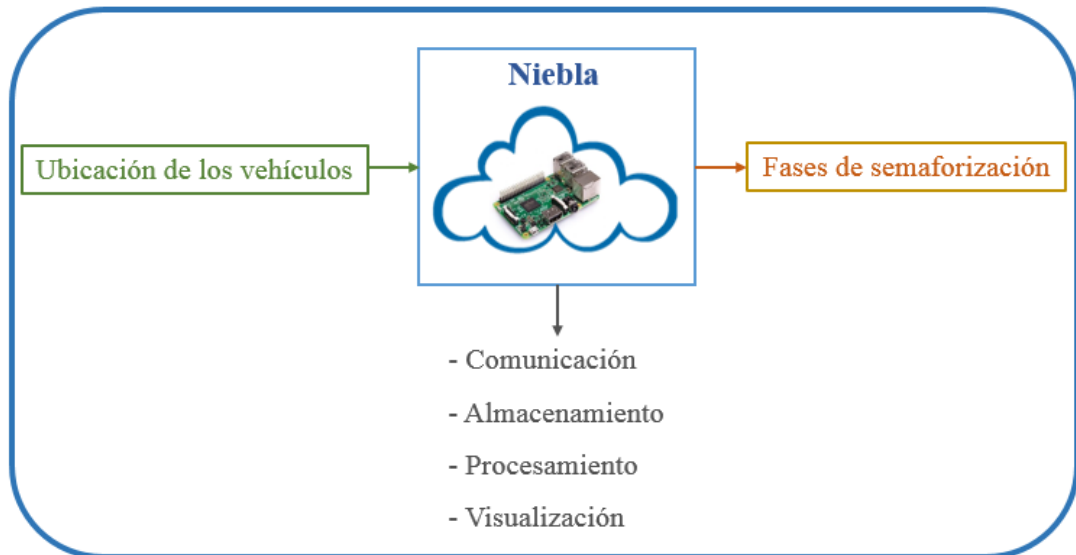 Niebla
Ubicación de los vehículos
Fases de semaforización
- Comunicación
- Almacenamiento
- Procesamiento
- Visualización